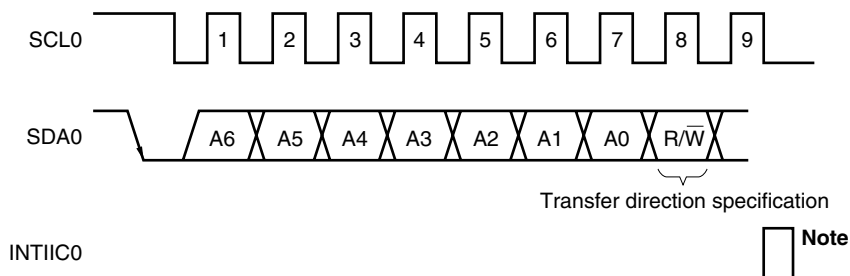 SCL0 1 2 3 4 5 6 7 8 9
SDA0 A6 A5 A4 A3 A2 A1 A0 R/W̅
Transfer direction specification
INTIIC0 Note